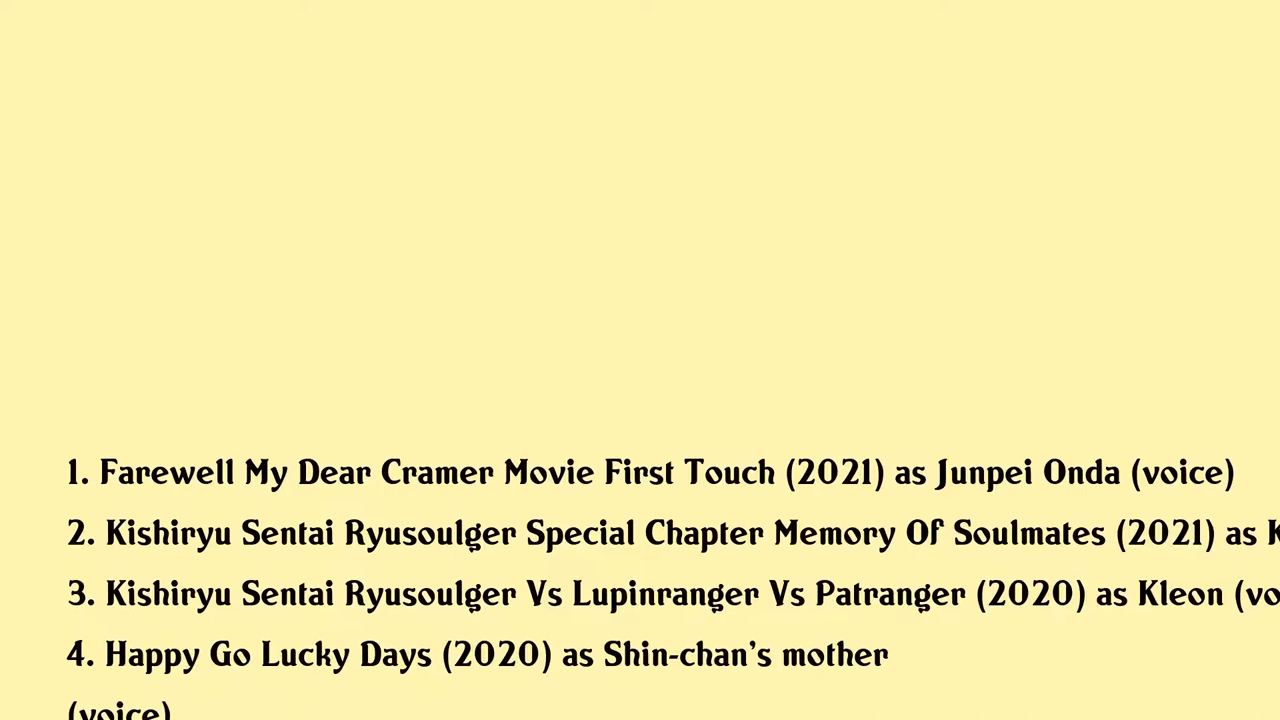 1. Farewell My Dear Cramer Movie First Touch (2021) as Junpei Onda (voice)
2. Kishiryu Sentai Ryusoulger Special Chapter Memory Of Soulmates (2021) as
3. Kishiryu Sentai Ryusoulger Vs Lupinranger Vs Patranger (2020) as Kleon
4. Happy Go Lucky Days (2020) as Shin-chan's mother
(voice)